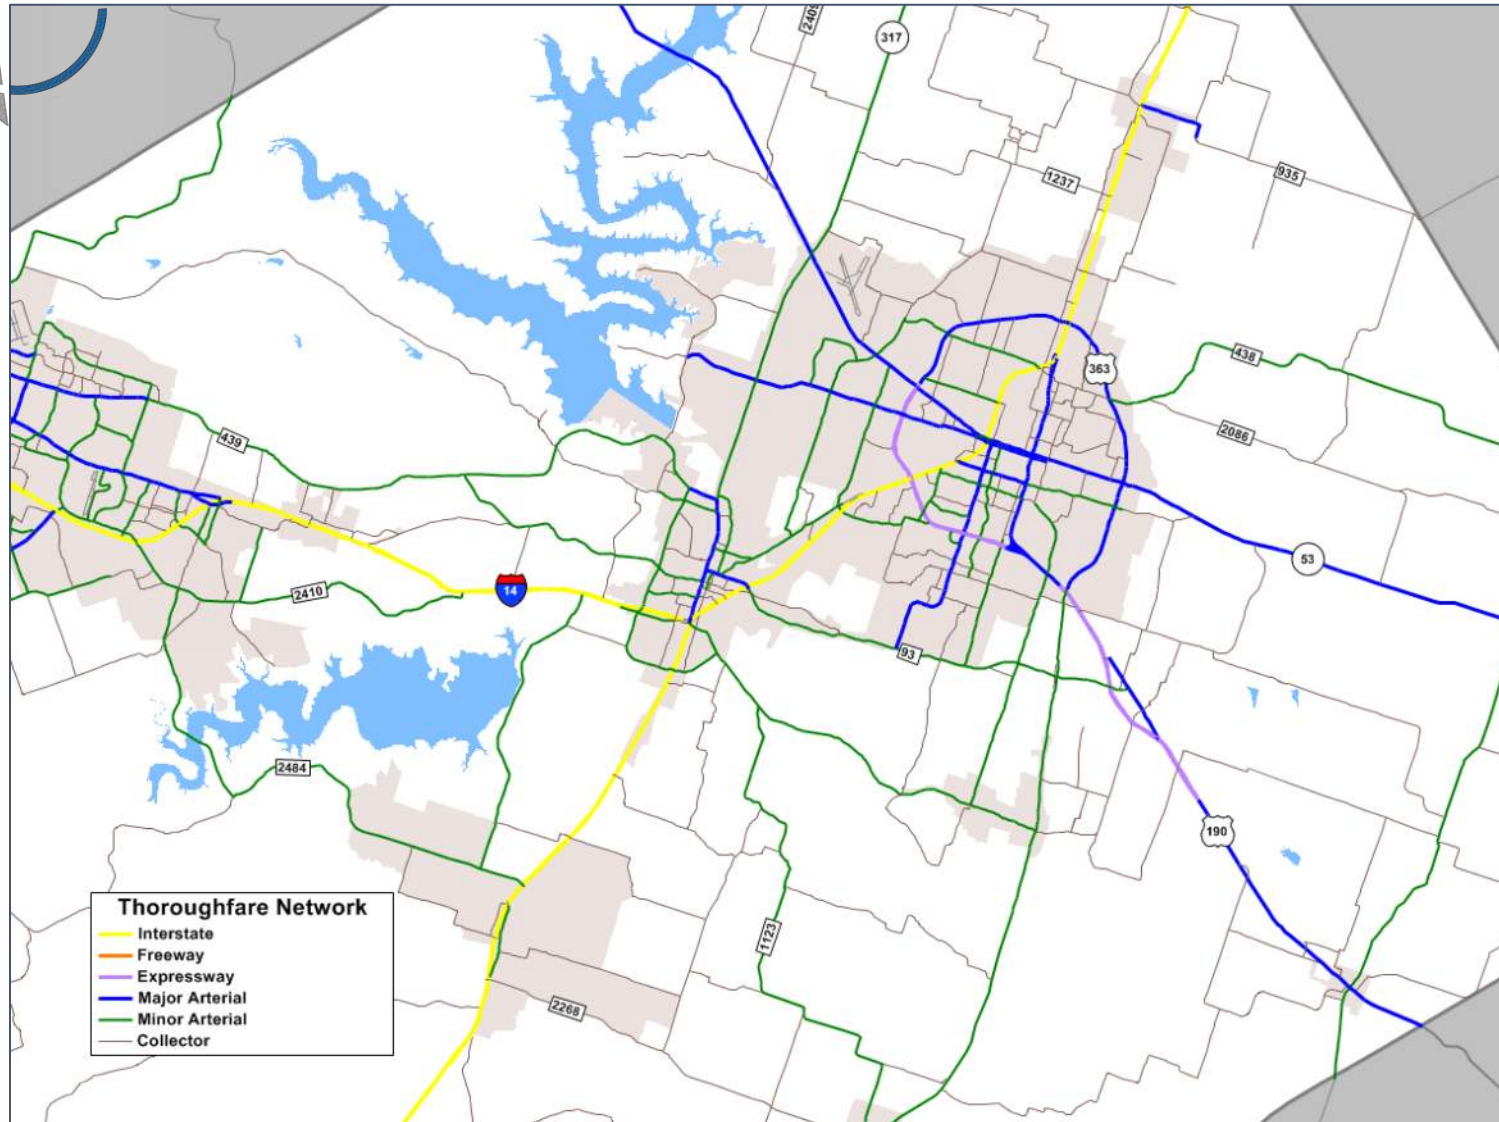 2409
317
1237
935
363
438
439
2086
53
14
2410
93
2484
190
Thoroughfare Network
Interstate
Freeway
Expressway
Major Arterial
Minor Arterial
Collector
1123
2268